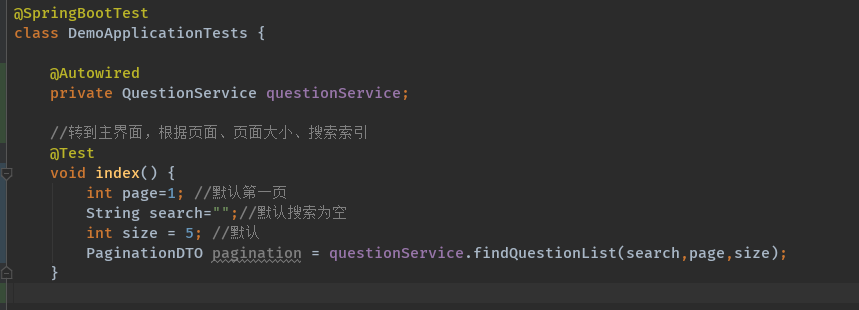 @SpringBootTest
class DemoApplicationTests {
@Autowired
private QuestionService questionService;
//转到主界面，根据页面、页面大小、搜索索引
@Test
void index() {
int page=1; //默认第一页
String search="";//默认搜索为空
int size = 5; //默认
PaginationDTO pagination = questionService.findQuestionList(search,page,size);
}